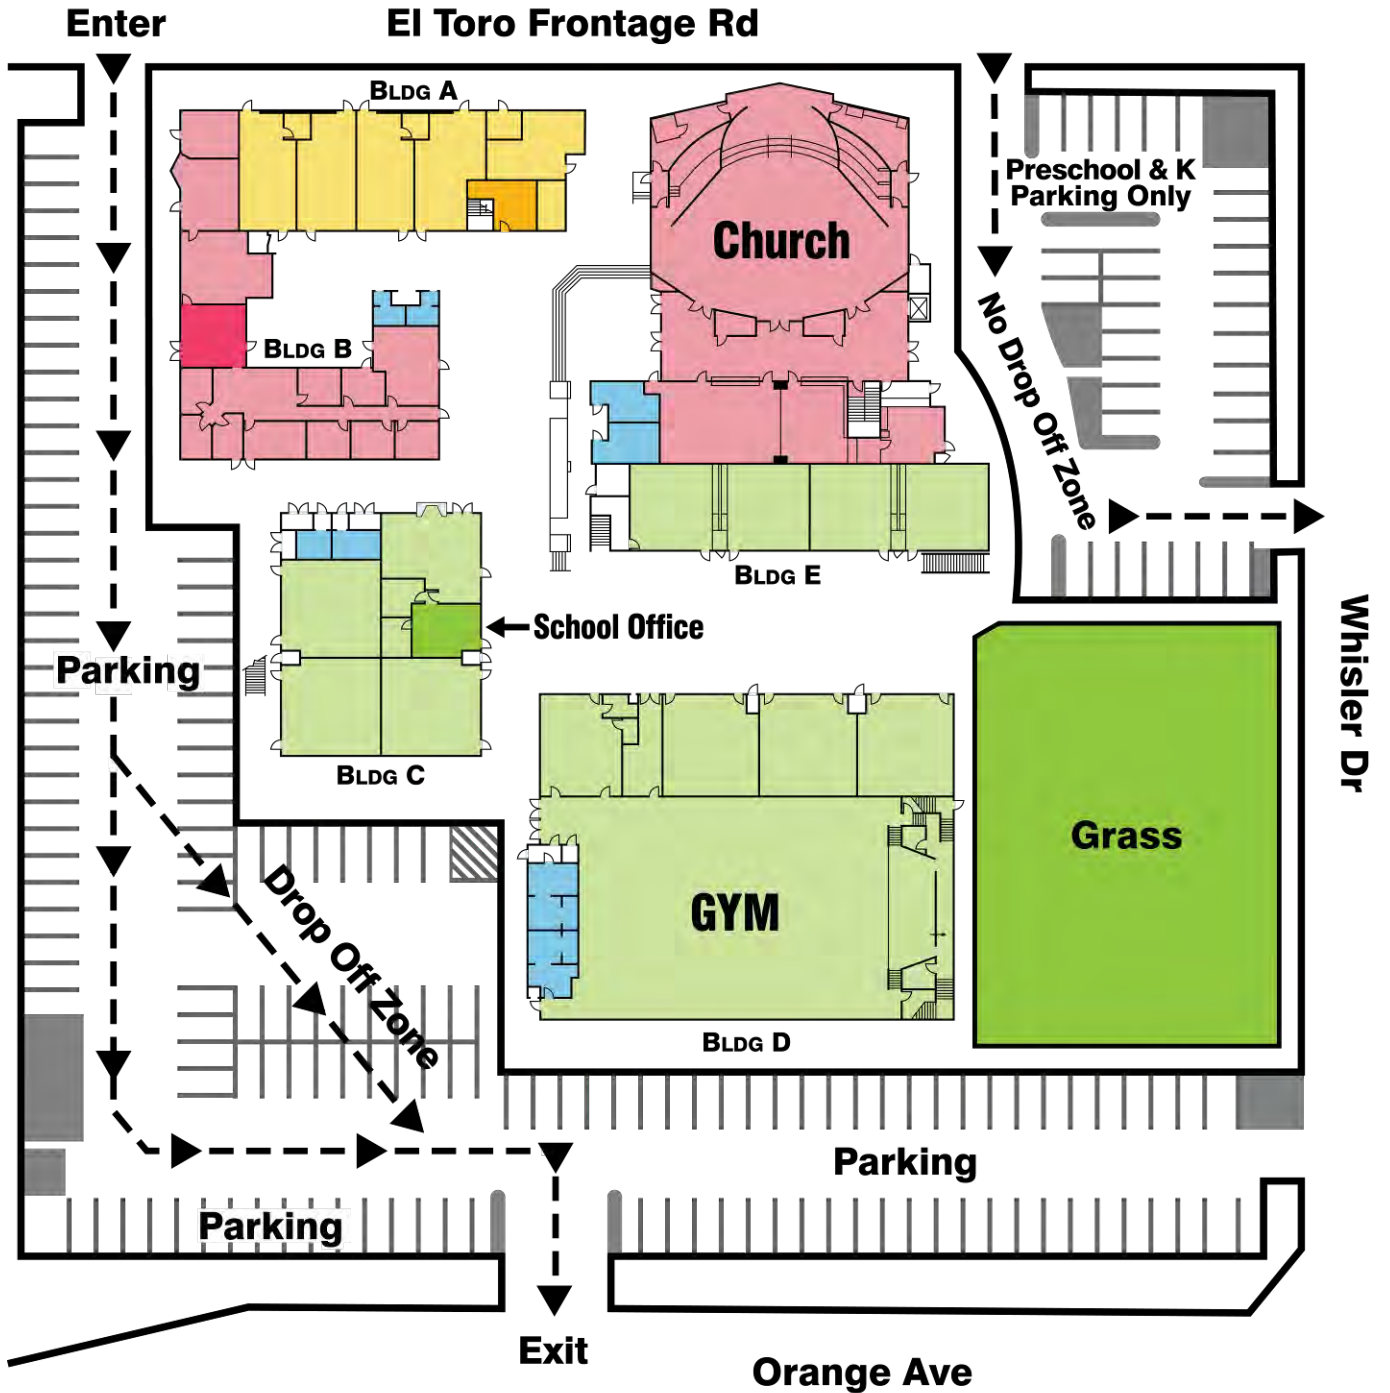 Enter
El Toro Frontage Rd
BLDG A
Preschool & K
Parking Only
Church
BLDG B
No Drop Off Zone
BLDG E
School Office
Whisler Dr
Parking
BLDG C
Grass
Drop Off Zone
GYM
BLDG D
Parking
Parking
Exit
Orange Ave